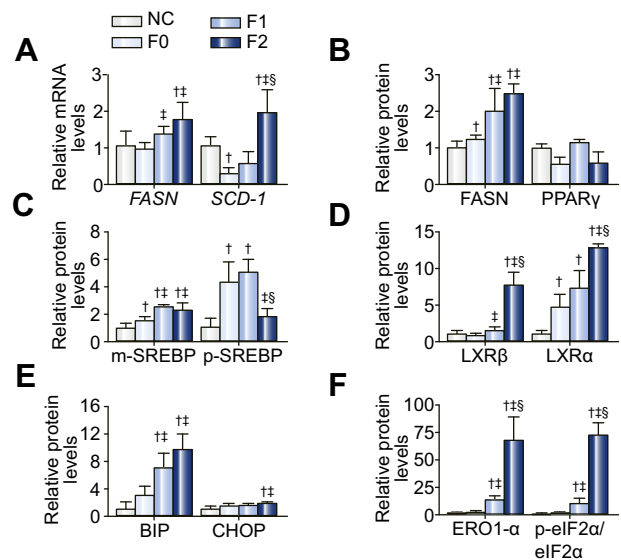 NC F1
F0 F2
A
Relative mRNA
levels
3
2
1
0
‡ †‡ † †‡§
FASN SCD-1
B
Relative protein
levels
3
2
1
0
† †‡ †‡
FASN PPARγ
C
Relative protein
levels
8
6
4
2
0
† †‡ †‡ † † ‡§
m-SREBP p-SREBP
D
Relative protein
levels
15
10
5
0
‡ †‡§ † † †‡§
LXRβ LXRα
E
Relative protein
levels
16
12
8
4
0
†‡ †‡ †‡
BIP CHOP
F
Relative protein
levels
100
75
50
25
0
†‡ †‡§ †‡ †‡§
ERO1-α p-eIF2α/
eIF2α